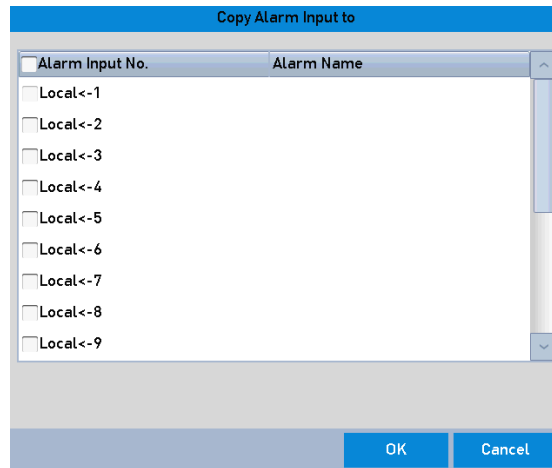 Copy Alarm Input to
Alarm Input No. Alarm Name
Local<-1
Local<-2
Local<-3
Local<-4
Local<-5
Local<-6
Local<-7
Local<-8
Local<-9
OK Cancel